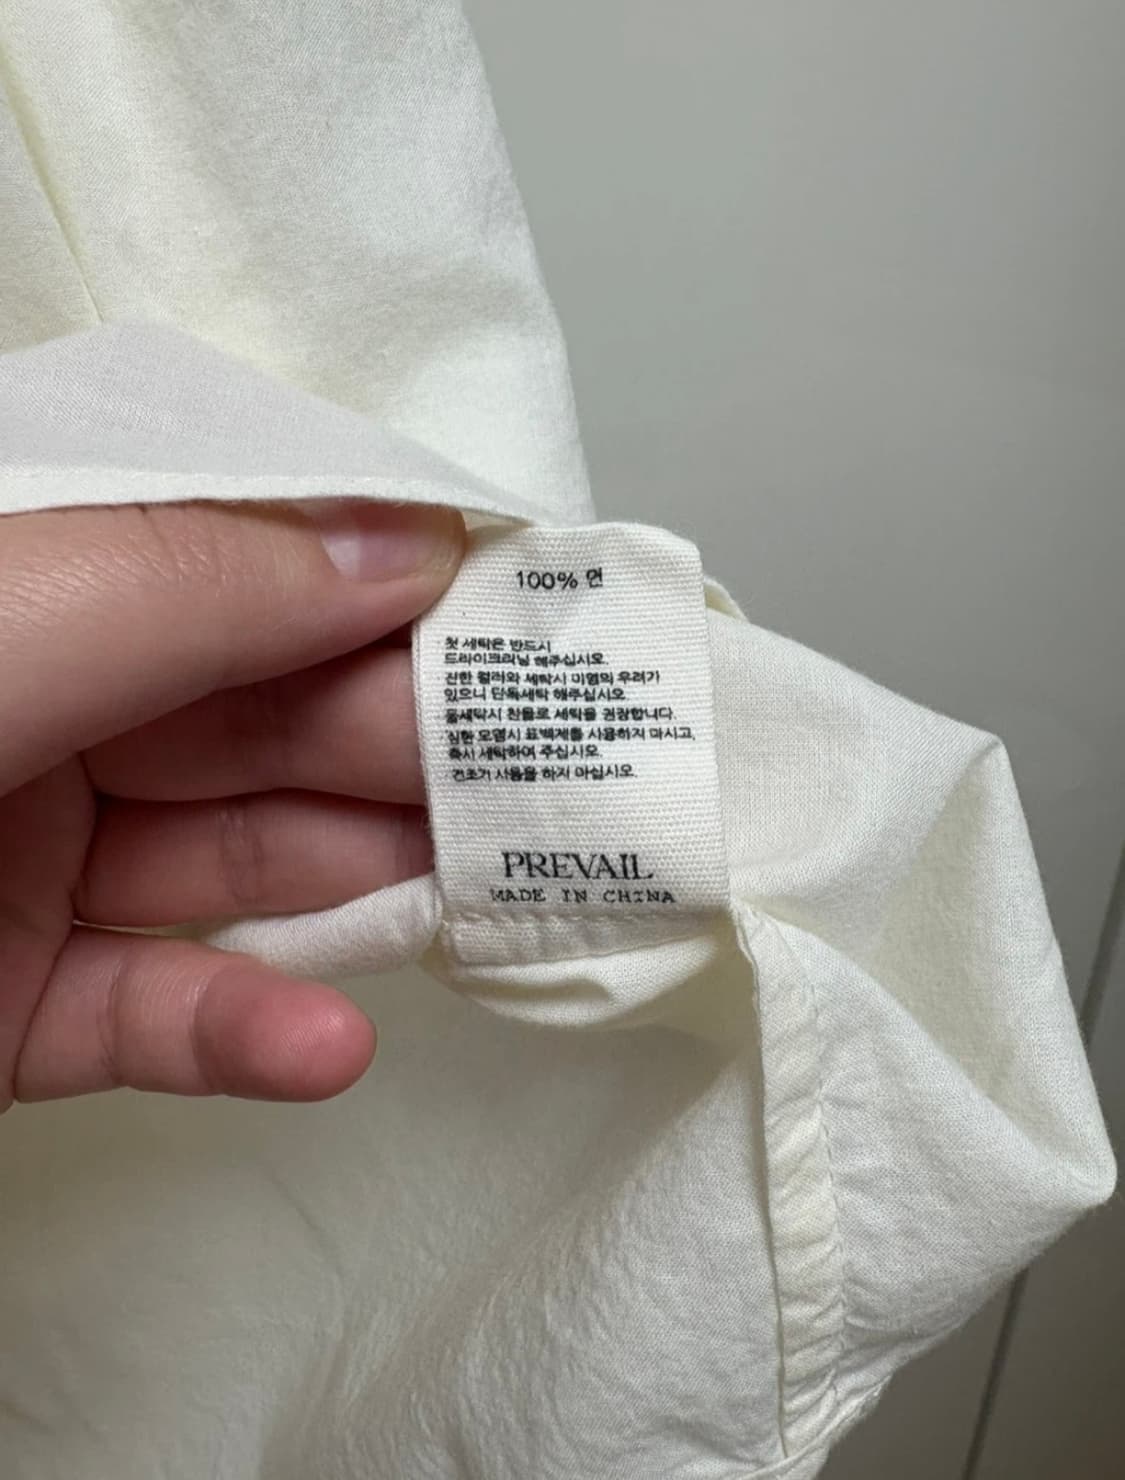 100% 면
첫 세탁은 반드시
드라이크리닝 해주십시오.
진한 컬러와 세탁시 미염의 우려가
있으니 단독세탁 해주십시오.
물세탁시 찬물로 세탁을 권장합니다.
심한 오염시 표백제를 사용하지 마시고,
즉시 세탁하여 주십시오.
건조기 사용을 하지 마십시오.
PREVAIL
MADE IN CHINA